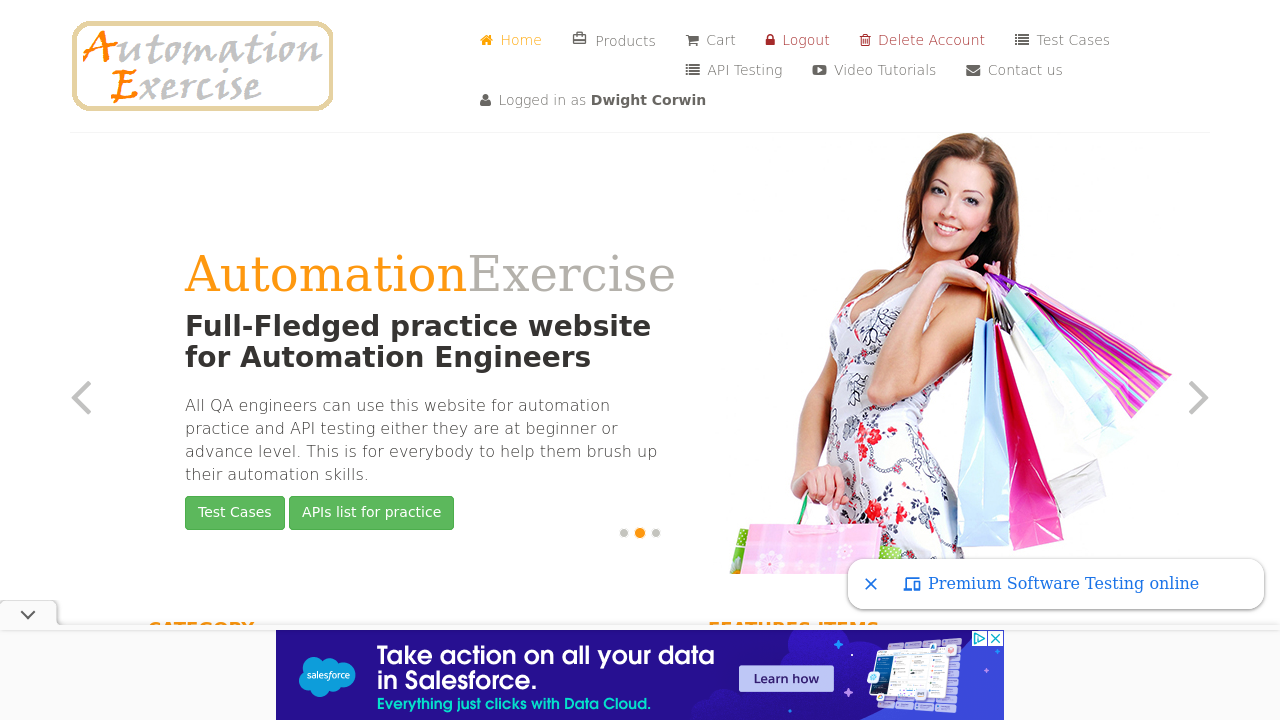 Automation
Exercise
Home Products Cart Logout Delete Account Test Cases
API Testing Video Tutorials Contact us
Logged in as Dwight Corwin
AutomationExercise
Full-Fledged practice website
for Automation Engineers
All QA engineers can use this website for automation
practice and API testing either they are at beginner or
advance level. This is for everybody to help them brush up
their automation skills.
Test Cases APIs list for practice
Premium Software Testing online
CATEGORY FEATURES ITEMS
salesforce
Take action on all your data
in Salesforce.
Everything just clicks with Data Cloud.
Learn how